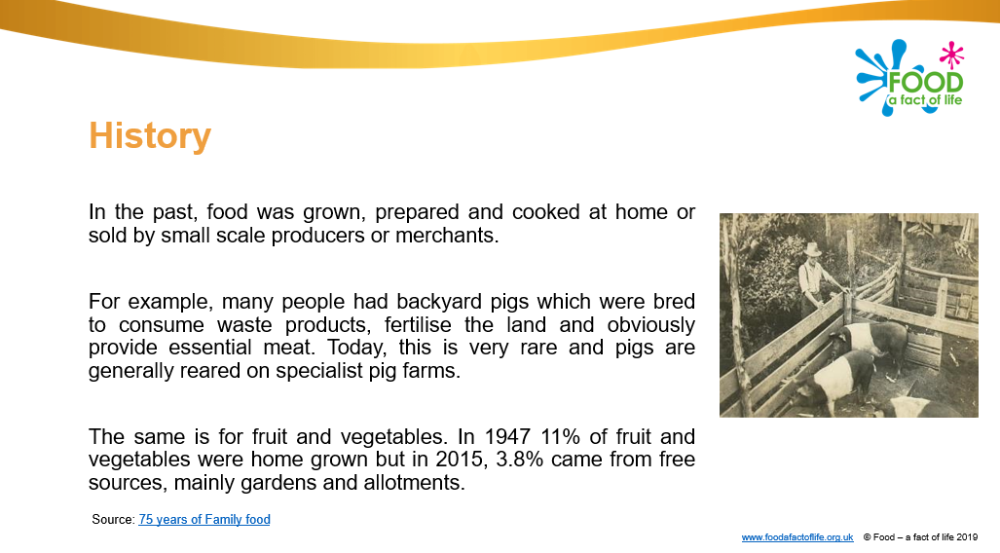 FOOD
a fact of life
History
In the past, food was grown, prepared and cooked at home or
sold by small scale producers or merchants.
For example, many people had backyard pigs which were bred
to consume waste products, fertilise the land and obviously
provide essential meat. Today, this is very rare and pigs are
generally reared on specialist pig farms.
The same is for fruit and vegetables. In 1947 11% of fruit and
vegetables were home grown but in 2015, 3.8% came from free
sources, mainly gardens and allotments.
Source: 75 years of Family food
www.foodafactoflife.org.uk © Food – a fact of life 2019